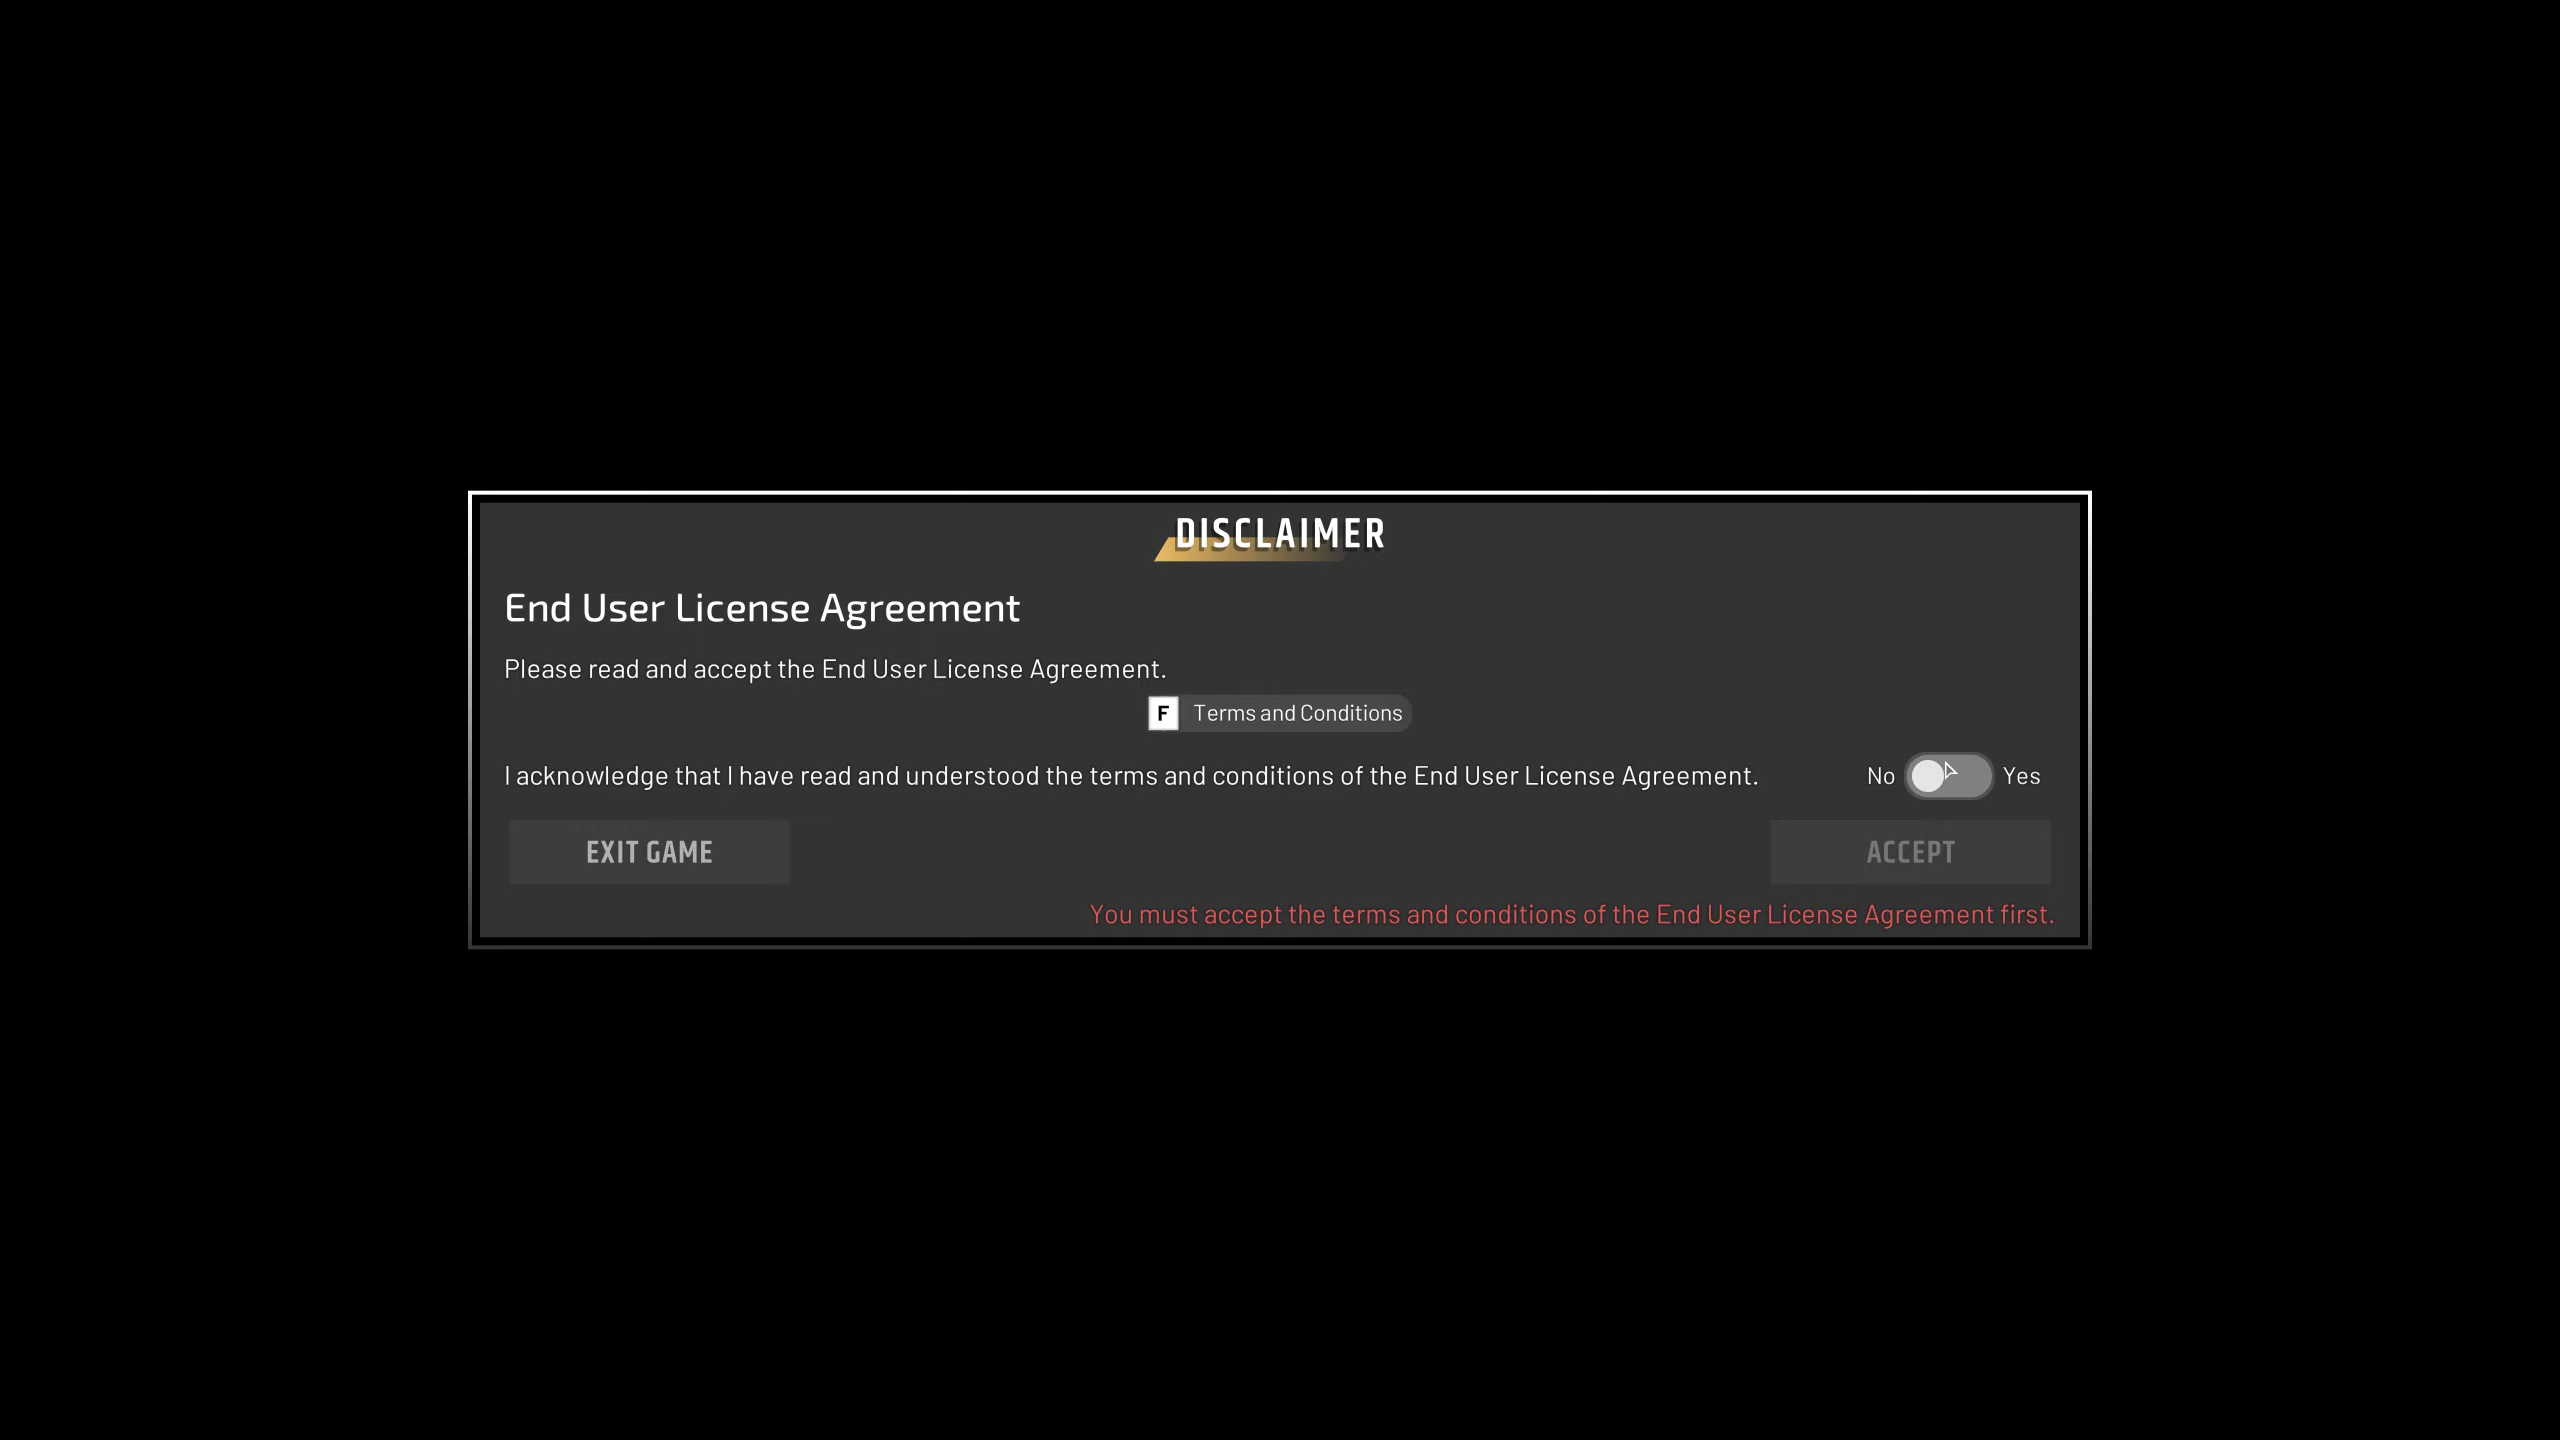 DISCLAIMER
End User License Agreement
Please read and accept the End User License Agreement.
F Terms and Conditions
I acknowledge that I have read and understood the terms and conditions of the End User License Agreement. No Yes
EXIT GAME ACCEPT
You must accept the terms and conditions of the End User License Agreement first.